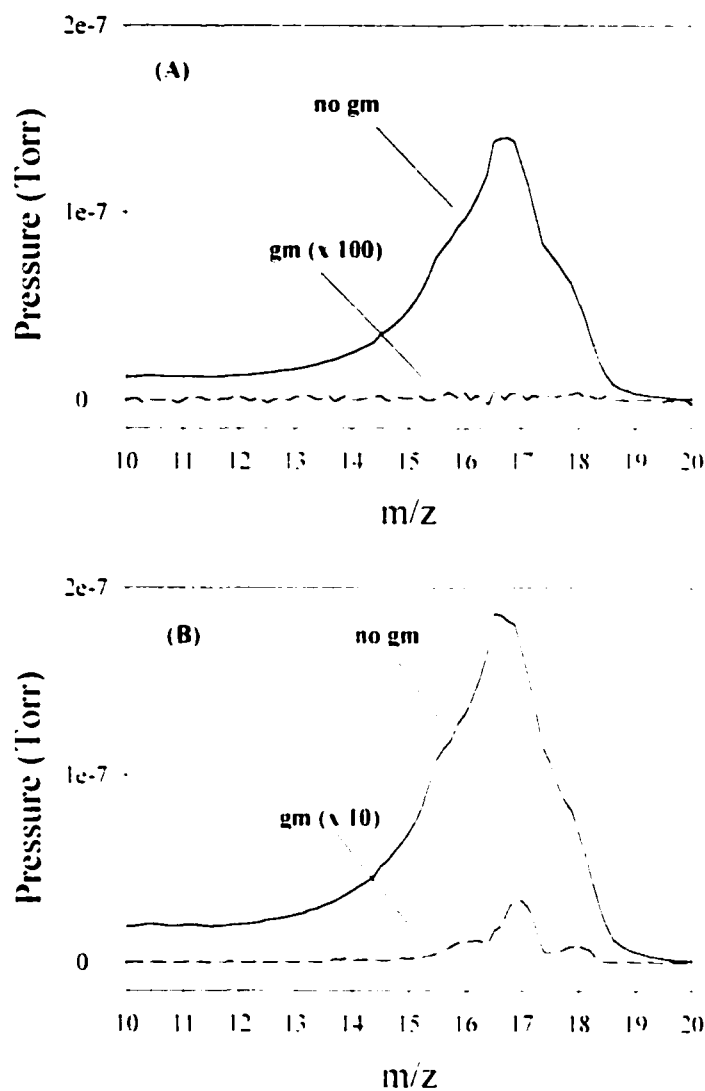 2e-7
(A)
no gm
1e-7
gm (x 100)
0
Pressure (Torr)
10 11 12 13 14 15 16 17 18 19 20
m/z
2e-7
(B)
no gm
1e-7
gm (x 10)
0
Pressure (Torr)
10 11 12 13 14 15 16 17 18 19 20
m/z